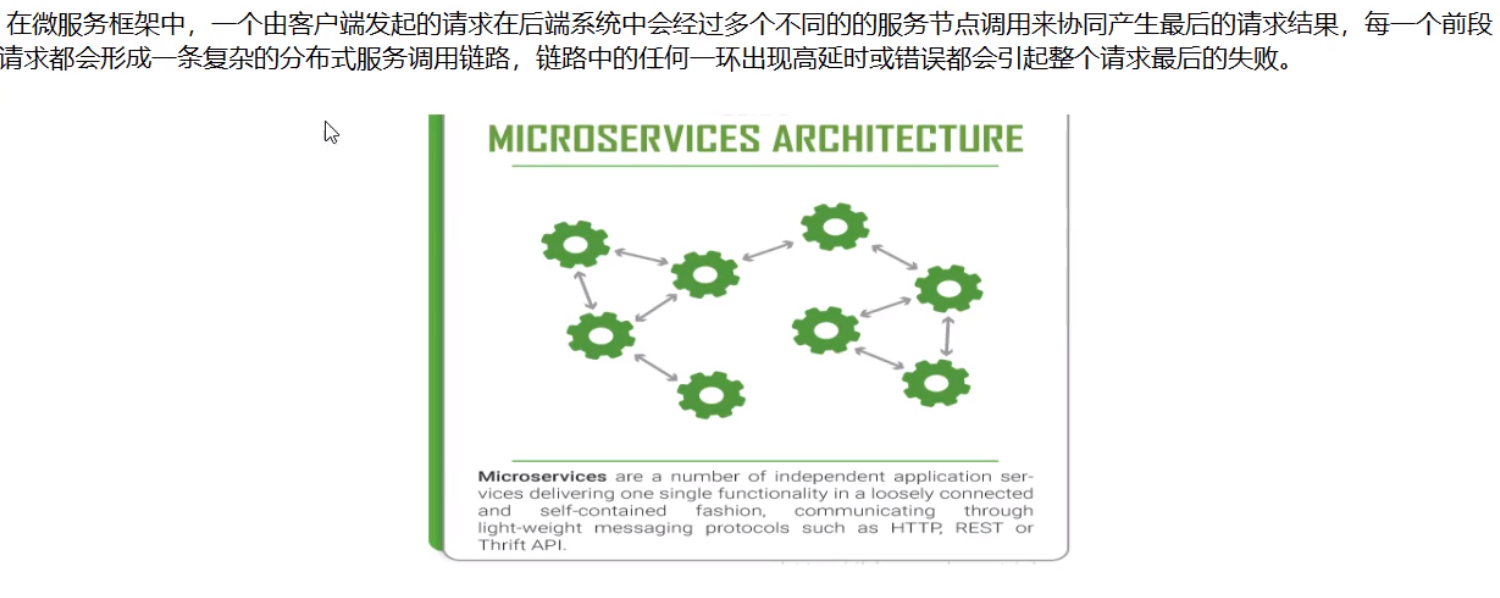 在微服务框架中，一个由客户端发起的请求在后端系统中会经过多个不同的的服务节点调用来协同产生最后的请求结果，每一个前段
请求都会形成一条复杂的分布式服务调用链路，链路中的任何一环出现高延时或错误都会引起整个请求最后的失败。
MICROSERVICES ARCHITECTURE
Microservices are a number of independent application ser-
vices delivering one single functionality in a loosely connected
and self-contained fashion, communicating through
light-weight messaging protocols such as HTTP, REST or
Thrift API.